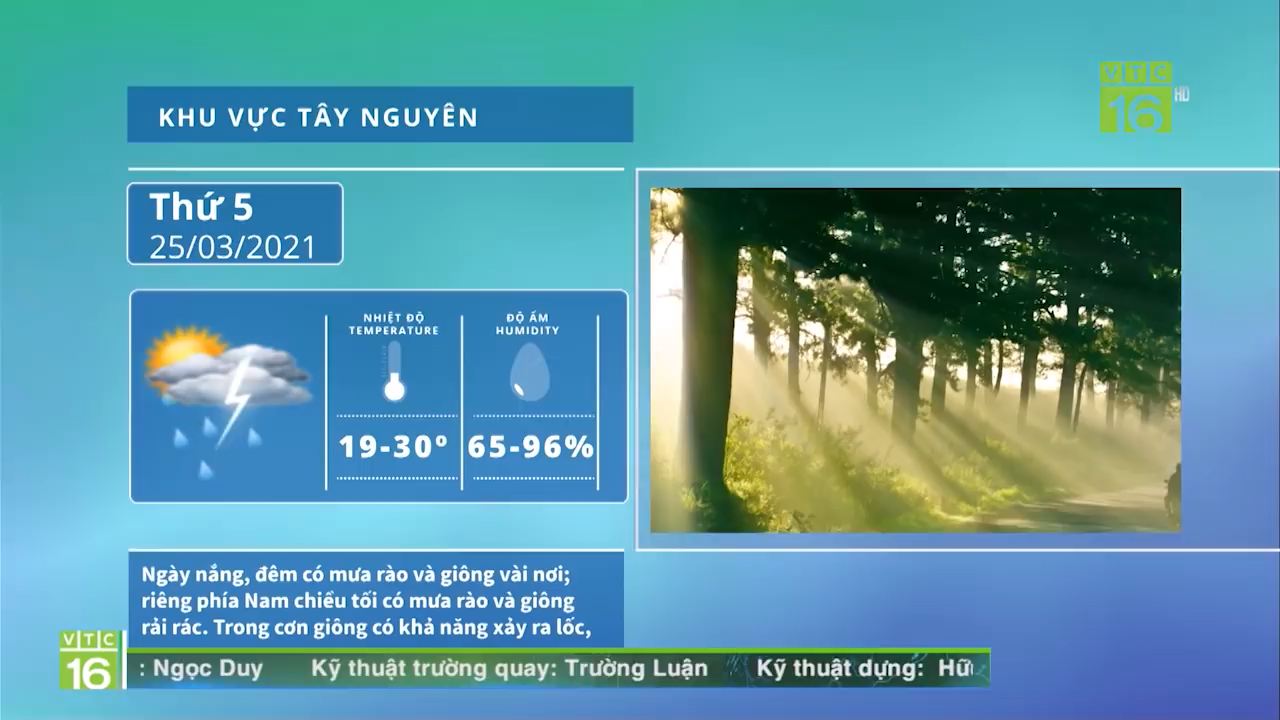 KHU VỰC TÂY NGUYÊN
VTC
16
HD
Thứ 5
25/03/2021
NHIỆT ĐỘ
TEMPERATURE
19-30º
ĐỘ ẨM
HUMIDITY
65-96%
Ngày nắng, đêm có mưa rào và giông vài nơi;
riêng phía Nam chiều tối có mưa rào và giông
rải rác. Trong cơn giông có khả năng xảy ra lốc,
VTC
16
: Ngọc Duy Kỹ thuật trường quay: Trường Luận Kỹ thuật dựng: